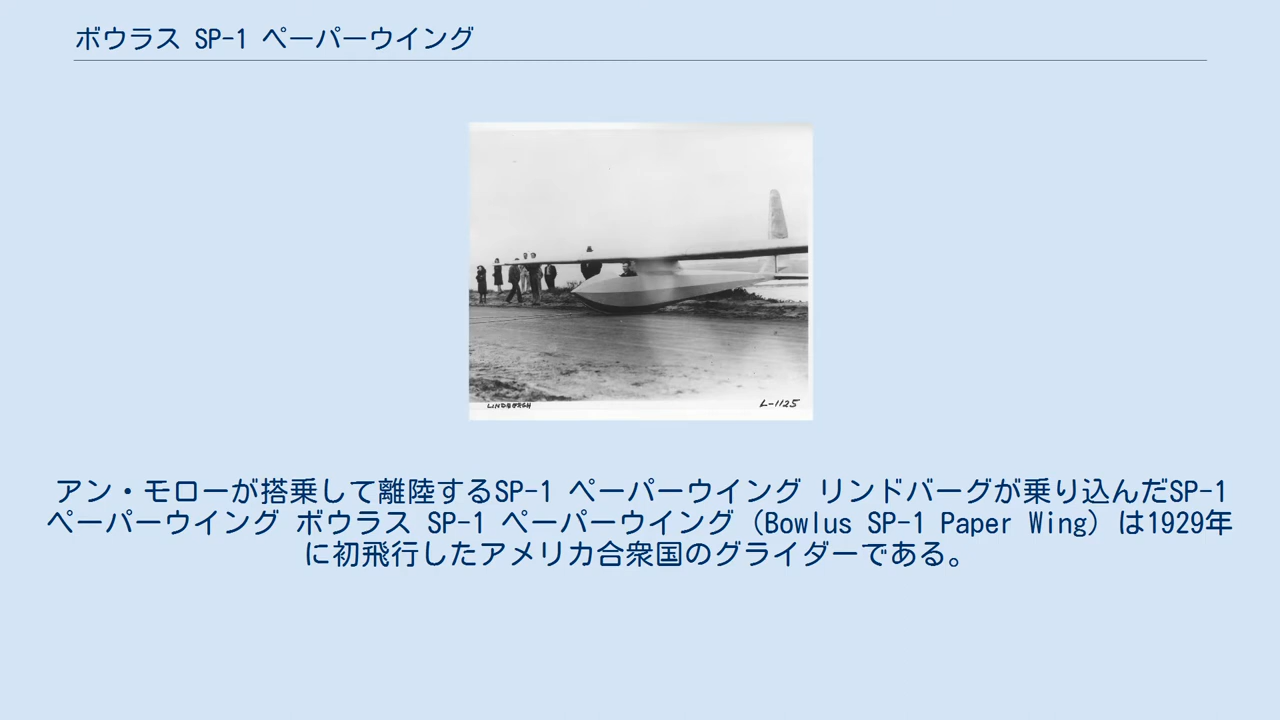 ボウラス SP-1 ペーパーウイング
LINDBERGH
L-1125
アン・モローが搭乗して離陸するSP-1 ペーパーウイング リンドバーグが乗り込んだSP-1
ペーパーウイング ボウラス SP-1 ペーパーウイング（Bowlus SP-1 Paper Wing）は1929年
に初飛行したアメリカ合衆国のグライダーである。